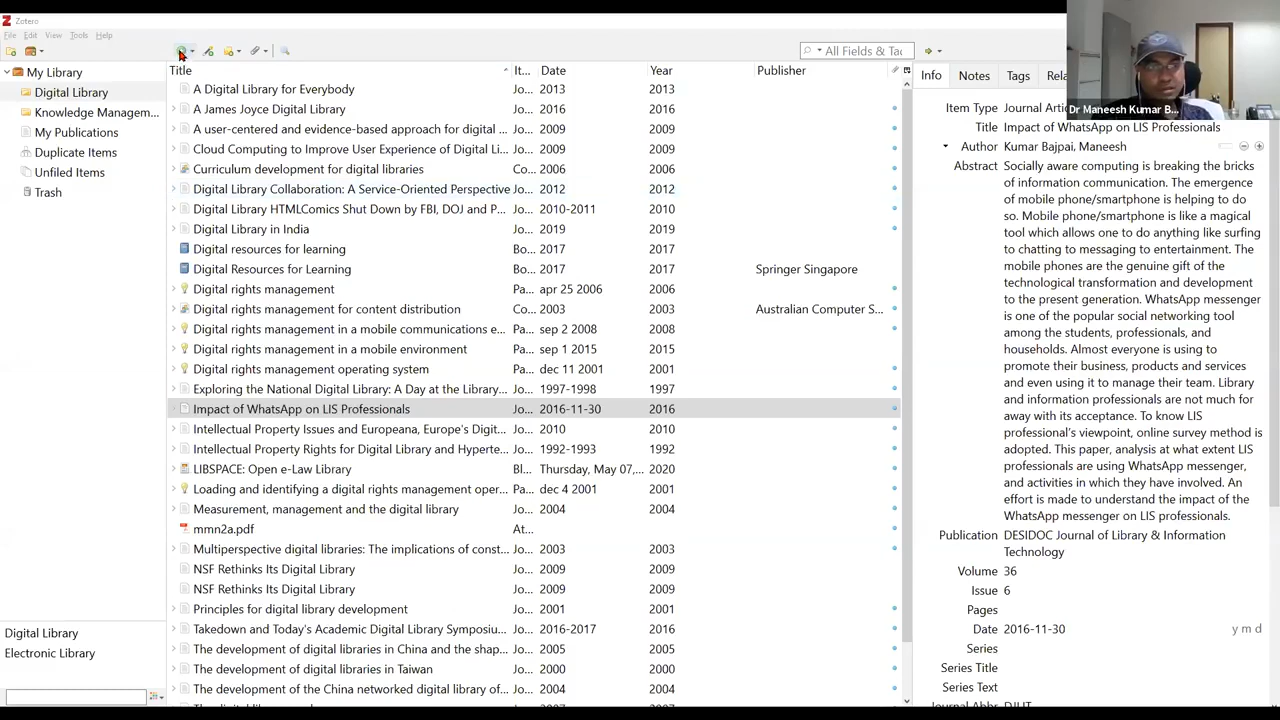 Zotero
File Edit View Tools Help
All Fields & Tag
My Library
Digital Library
Knowledge Managem...
My Publications
Duplicate Items
Unfiled Items
Trash
Digital Library
Electronic Library
Title It... Date Year Publisher
A Digital Library for Everybody Jo... 2013 2013
A James Joyce Digital Library Jo... 2016 2016
A user-centered and evidence-based approach for digital ... Jo... 2009 2009
Cloud Computing to Improve User Experience of Digital Li... Jo... 2009 2009
Curriculum development for digital libraries Co... 2006 2006
Digital Library Collaboration: A Service-Oriented Perspective Jo... 2012 2012
Digital Library HTMLComics Shut Down by FBI, DOJ and P... Jo... 2010-2011 2010
Digital Library in India Jo... 2019 2019
Digital resources for learning Bo... 2017 2017
Digital Resources for Learning Bo... 2017 2017 Springer Singapore
Digital rights management Pa... apr 25 2006 2006
Digital rights management for content distribution Co... 2003 2003 Australian Computer S...
Digital rights management in a mobile communications e... Pa... sep 2 2008 2008
Digital rights management in a mobile environment Pa... sep 1 2015 2015
Digital rights management operating system Pa... dec 11 2001 2001
Exploring the National Digital Library: A Day at the Library... Jo... 1997-1998 1997
Impact of WhatsApp on LIS Professionals Jo... 2016-11-30 2016
Intellectual Property Issues and Europeana, Europe's Digit... Jo... 2010 2010
Intellectual Property Rights for Digital Library and Hyperte... Jo... 1992-1993 1992
LIBSPACE: Open e-Law Library Bl... Thursday, May 07,... 2020
Loading and identifying a digital rights management oper... Pa... dec 4 2001 2001
Measurement, management and the digital library Jo... 2004 2004
mmn2a.pdf At...
Multiperspective digital libraries: The implications of const... Jo... 2003 2003
NSF Rethinks Its Digital Library Jo... 2009 2009
NSF Rethinks Its Digital Library Jo... 2009 2009
Principles for digital library development Jo... 2001 2001
Takedown and Today's Academic Digital Library Symposiu... Jo... 2016-2017 2016
The development of digital libraries in China and the shap... Jo... 2005 2005
The development of digital libraries in Taiwan Jo... 2000 2000
The development of the China networked digital library of... Jo... 2004 2004
Info Notes Tags Rela
Dr Maneesh Kumar B...
Item Type Journal Artic
Title Impact of WhatsApp on LIS Professionals
Author Kumar Bajpai, Maneesh
Abstract Socially aware computing is breaking the bricks
of information communication. The emergence
of mobile phone/smartphone is helping to do
so. Mobile phone/smartphone is like a magical
tool which allows one to do anything like surfing
to chatting to messaging to entertainment. The
mobile phones are the genuine gift of the
technological transformation and development
to the present generation. WhatsApp messenger
is one of the popular social networking tool
among the students, professionals, and
households. Almost everyone is using to
promote their business, products and services
and even using it to manage their team. Library
and information professionals are not much far
away with its acceptance. To know LIS
professional's viewpoint, online survey method is
adopted. This paper, analysis at what extent LIS
professionals are using WhatsApp messenger,
and activities in which they have involved. An
effort is made to understand the impact of the
WhatsApp messenger on LIS professionals.
Publication DESIDOC Journal of Library & Information
Technology
Volume 36
Issue 6
Pages
Date 2016-11-30 y m d
Series
Series Title
Series Text
Journal Abbr DJLIT